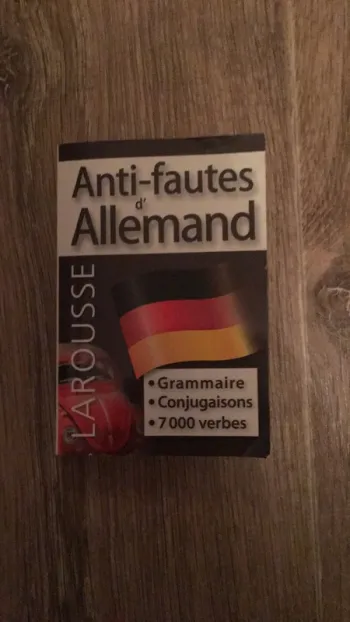 Anti-fautes
d'
Allemand
LAROUSSE
• Grammaire
• Conjugaisons
• 7 000 verbes